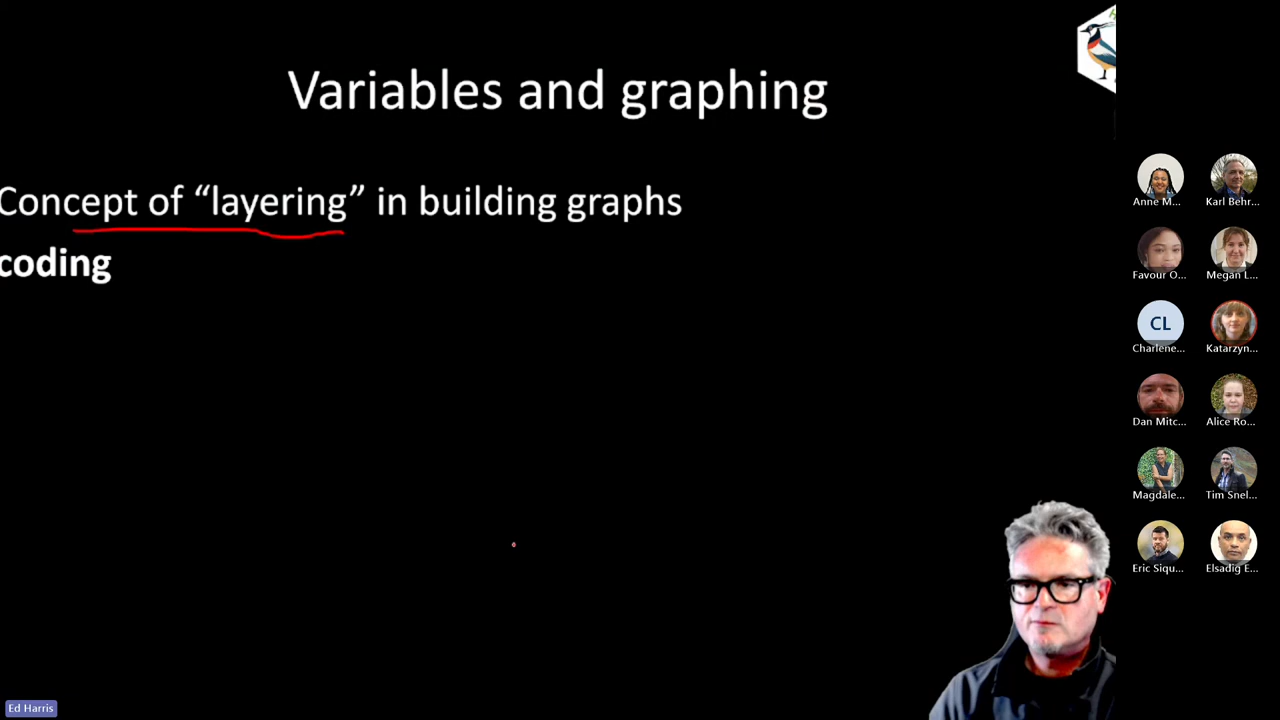 Variables and graphing
Concept of “layering” in building graphs
coding
Anne M...
Karl Behr...
Favour O...
Megan L...
CL
Charlene...
Katarzyn...
Dan Mitc...
Alice Ro...
Magdale...
Tim Snel...
Eric Siqu...
Elsadig E...
Ed Harris